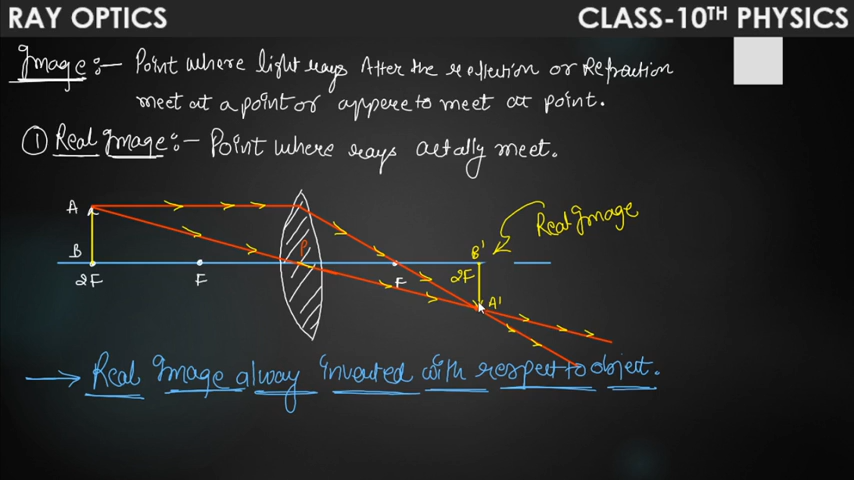 RAY OPTICS
CLASS-10TH PHYSICS
Image:- Point where light rays After the reflection or Refraction
meet at a point or appere to meet at point.
① Real Image:- Point where rays actally meet.
A
B
2F
F
P
F
B'
2F
A'
Real Image
→ Real Image alway inverted with respect to object.